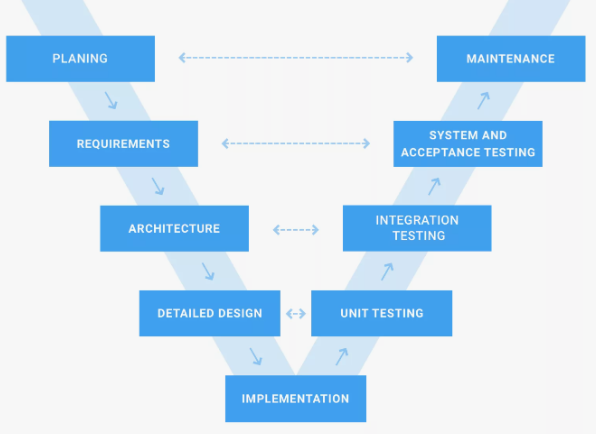 PLANING
MAINTENANCE
REQUIREMENTS
SYSTEM AND
ACCEPTANCE TESTING
ARCHITECTURE
INTEGRATION
TESTING
DETAILED DESIGN
UNIT TESTING
IMPLEMENTATION